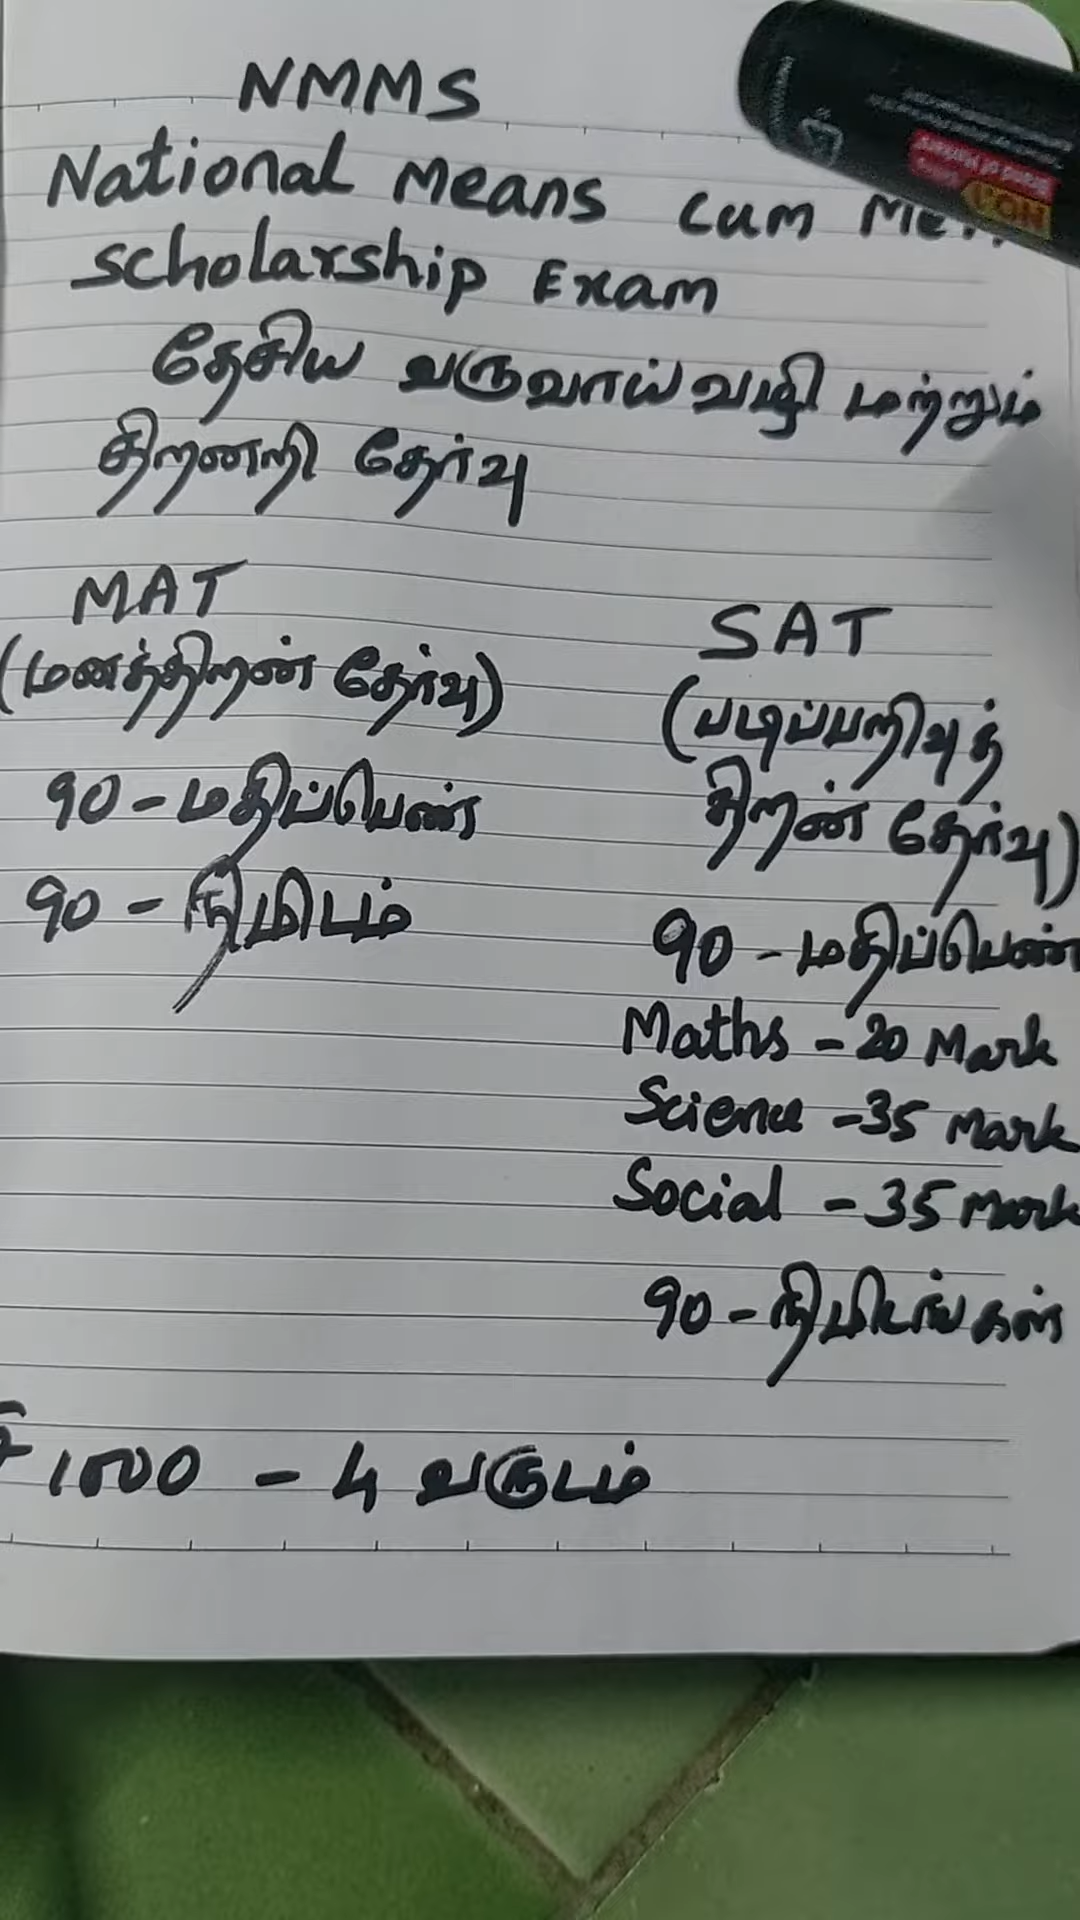 NMMS
National Means Cum
Scholarship Exam
தேசிய வருவாய் வழி மற்றும்
திறனறி தேர்வு
MAT
(மனத்திறன் தேர்வு)
90 - மதிப்பெண்
90 - நிமிடம்
SAT
(படிப்பறிவுத்
திறன் தேர்வு)
90 - மதிப்பெண்
Maths - 20 Mark
Science - 35 Mark
Social - 35 Mark
90 - நிமிடங்கள்
₹ 1000 - 4 வருடம்